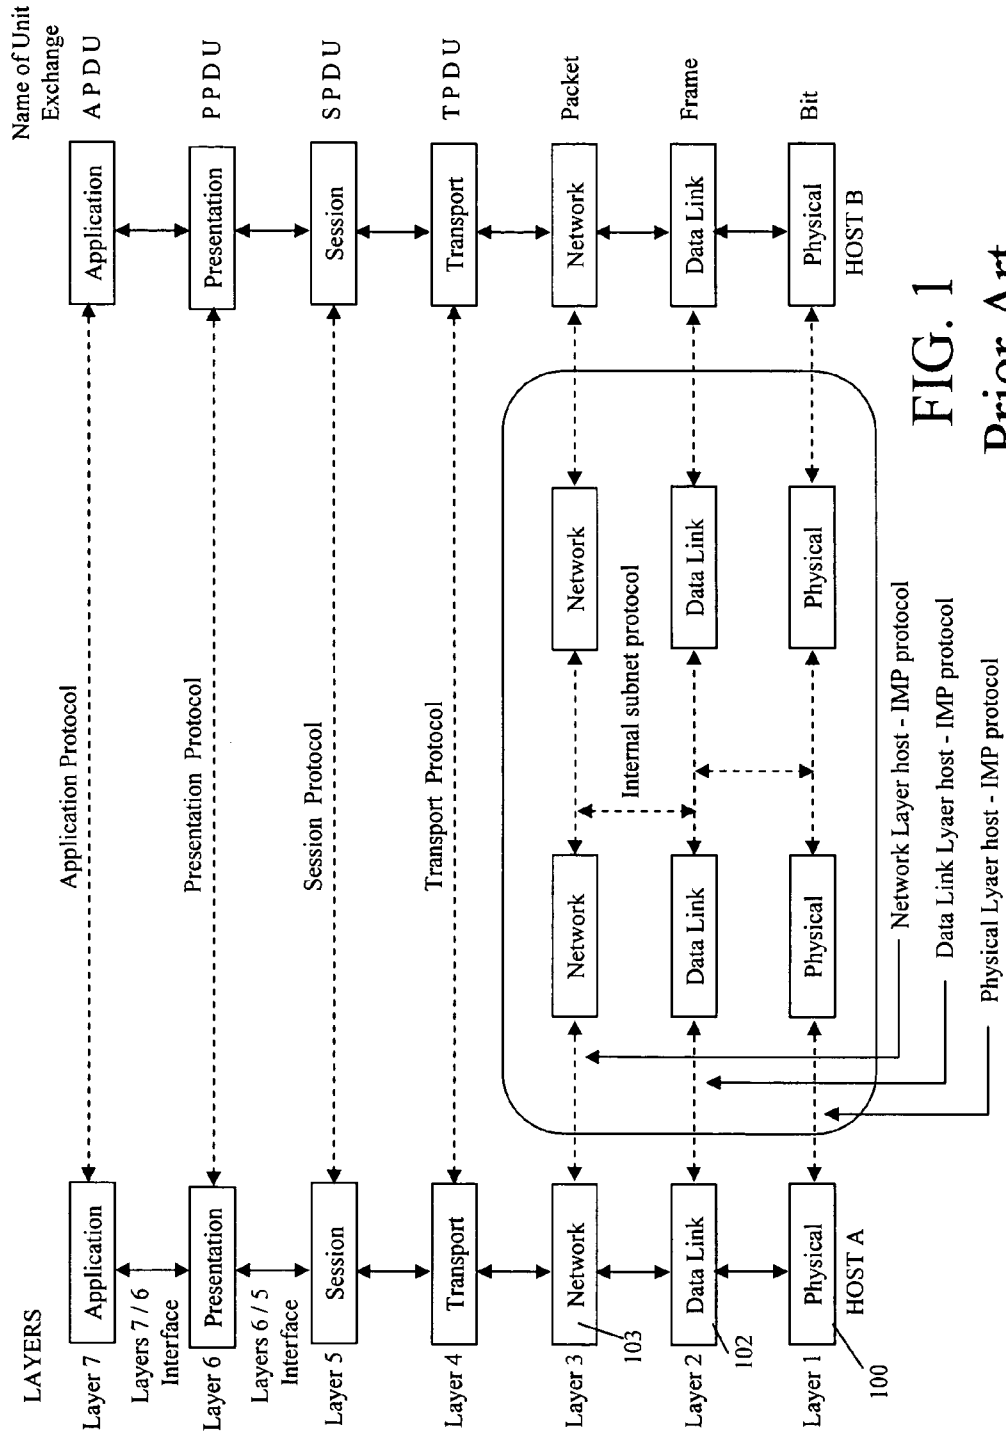 LAYERS
Name of Unit
Exchange
Layer 7
Application
Application Protocol
Application
A P D U
Layers 7 / 6
Interface
Layer 6
Presentation
Presentation Protocol
Presentation
P P D U
Layers 6 / 5
Interface
Layer 5
Session
Session Protocol
Session
S P D U
Layer 4
Transport
Transport Protocol
Transport
T P D U
Layer 3
Network
Network
Network
Network
Packet
103
Internal subnet protocol
Layer 2
Data Link
Data Link
Data Link
Data Link
Frame
102
Layer 1
Physical
Physical
Physical
Physical
Bit
100
HOST A
HOST B
Network Layer host - IMP protocol
Data Link Lyaer host - IMP protocol
Physical Lyaer host - IMP protocol
FIG. 1
Prior Art